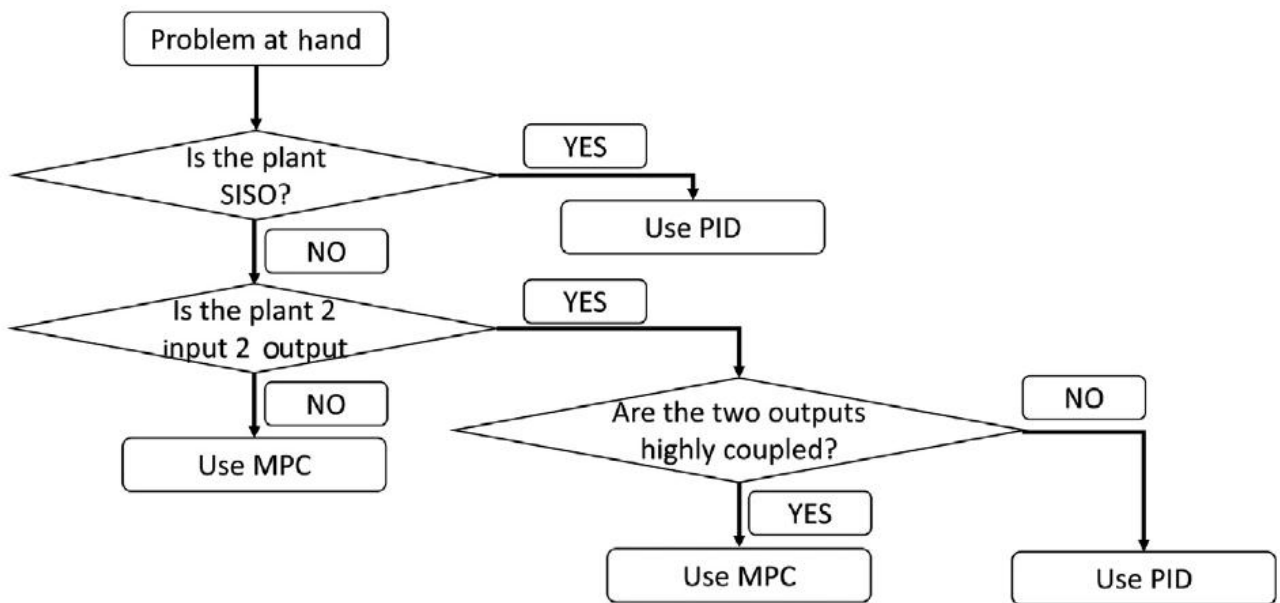 Problem at hand
Is the plant
SISO?
YES
Use PID
NO
Is the plant 2
input 2 output
YES
NO
Use MPC
Are the two outputs
highly coupled?
NO
YES
Use MPC
Use PID